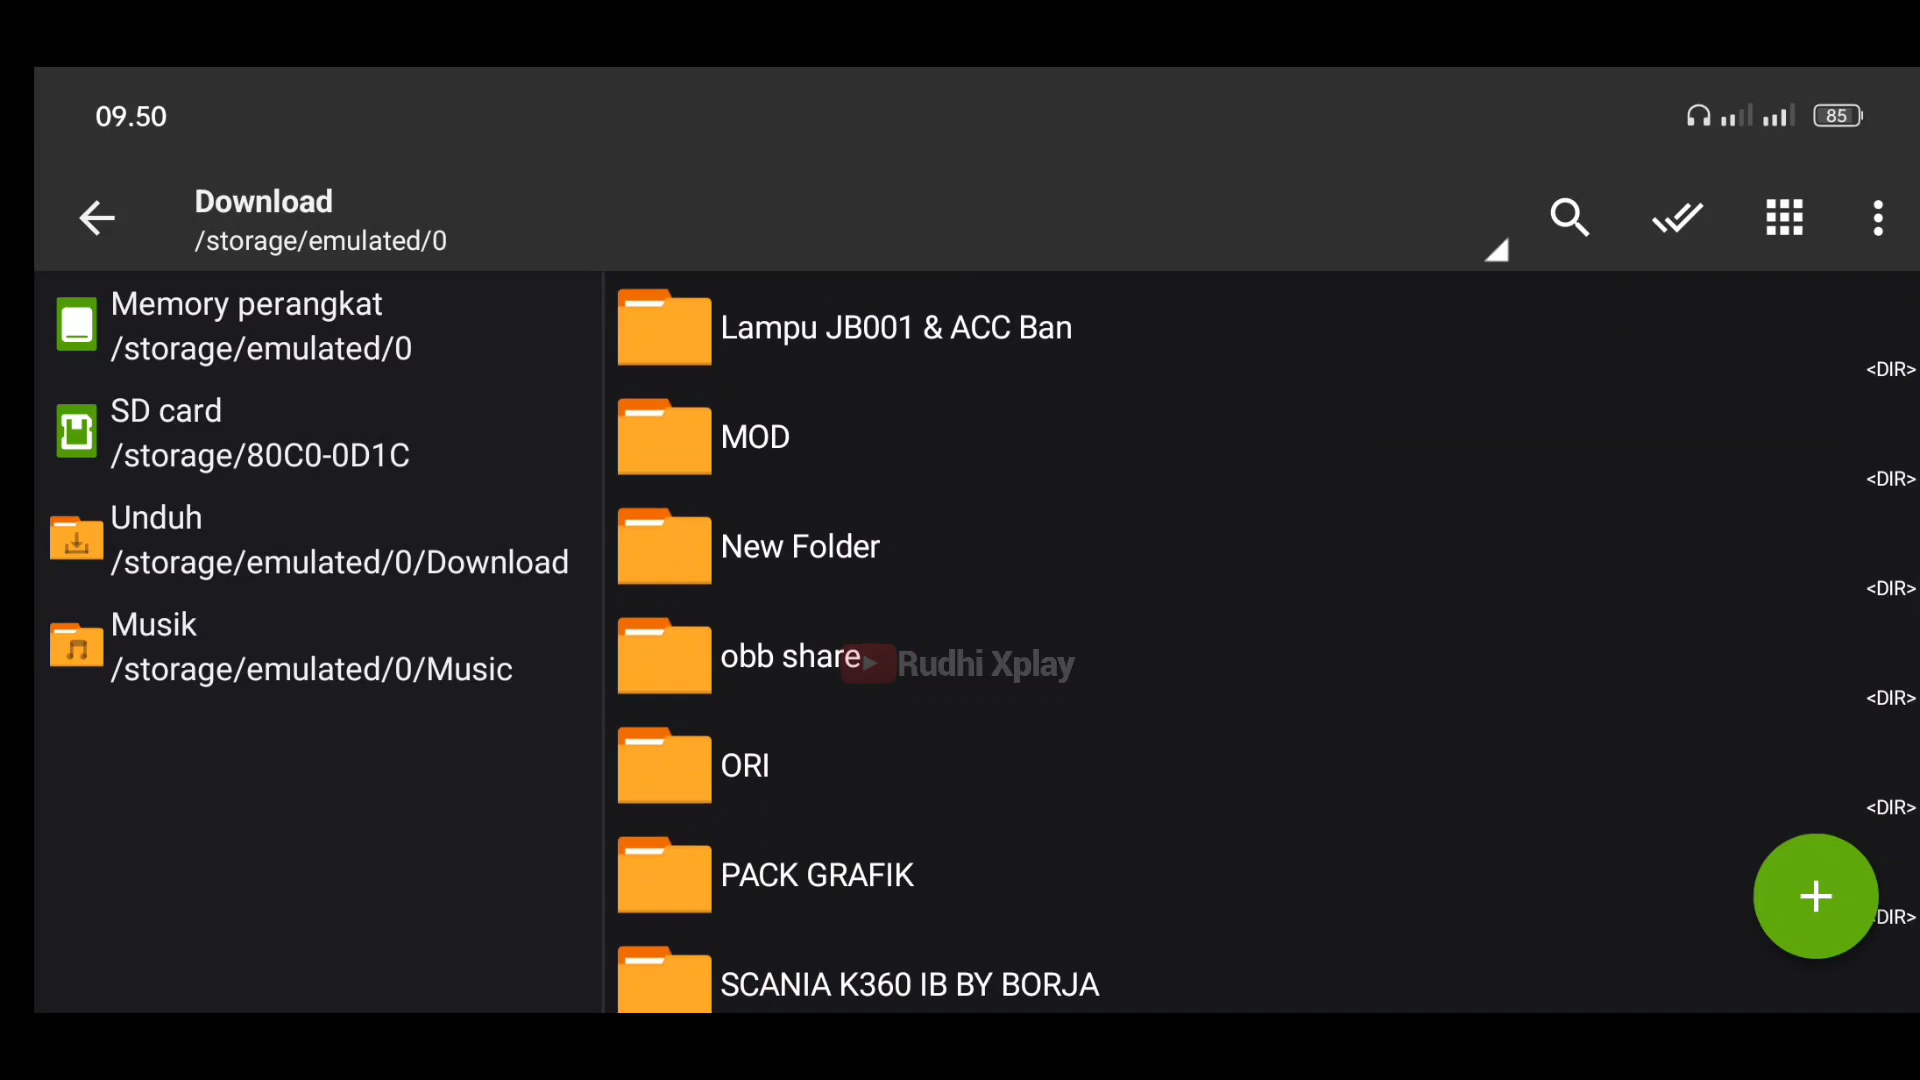 09.50
85
Download
/storage/emulated/0
Memory perangkat
/storage/emulated/0
SD card
/storage/80C0-0D1C
Unduh
/storage/emulated/0/Download
Musik
/storage/emulated/0/Music
Lampu JB001 & ACC Ban
<DIR>
MOD
<DIR>
New Folder
<DIR>
obb share
Rudhi Xplay
<DIR>
ORI
<DIR>
PACK GRAFIK
DIR>
SCANIA K360 IB BY BORJA